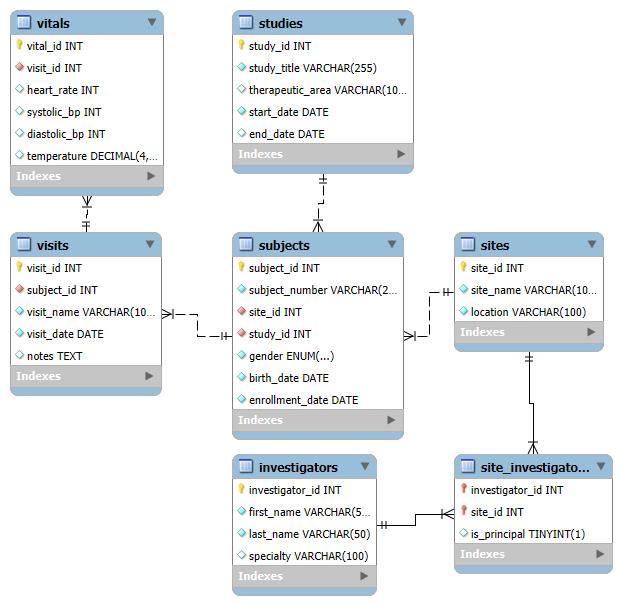 vitals
vital_id INT
visit_id INT
heart_rate INT
systolic_bp INT
diastolic_bp INT
temperature DECIMAL(4,...
Indexes
studies
study_id INT
study_title VARCHAR(255)
therapeutic_area VARCHAR(10...
start_date DATE
end_date DATE
Indexes
visits
visit_id INT
subject_id INT
visit_name VARCHAR(10...
visit_date DATE
notes TEXT
Indexes
subjects
subject_id INT
subject_number VARCHAR(2...
site_id INT
study_id INT
gender ENUM(...)
birth_date DATE
enrollment_date DATE
Indexes
sites
site_id INT
site_name VARCHAR(10...
location VARCHAR(100)
Indexes
investigators
investigator_id INT
first_name VARCHAR(5...
last_name VARCHAR(50)
specialty VARCHAR(100)
Indexes
site_investigato...
investigator_id INT
site_id INT
is_principal TINYINT(1)
Indexes